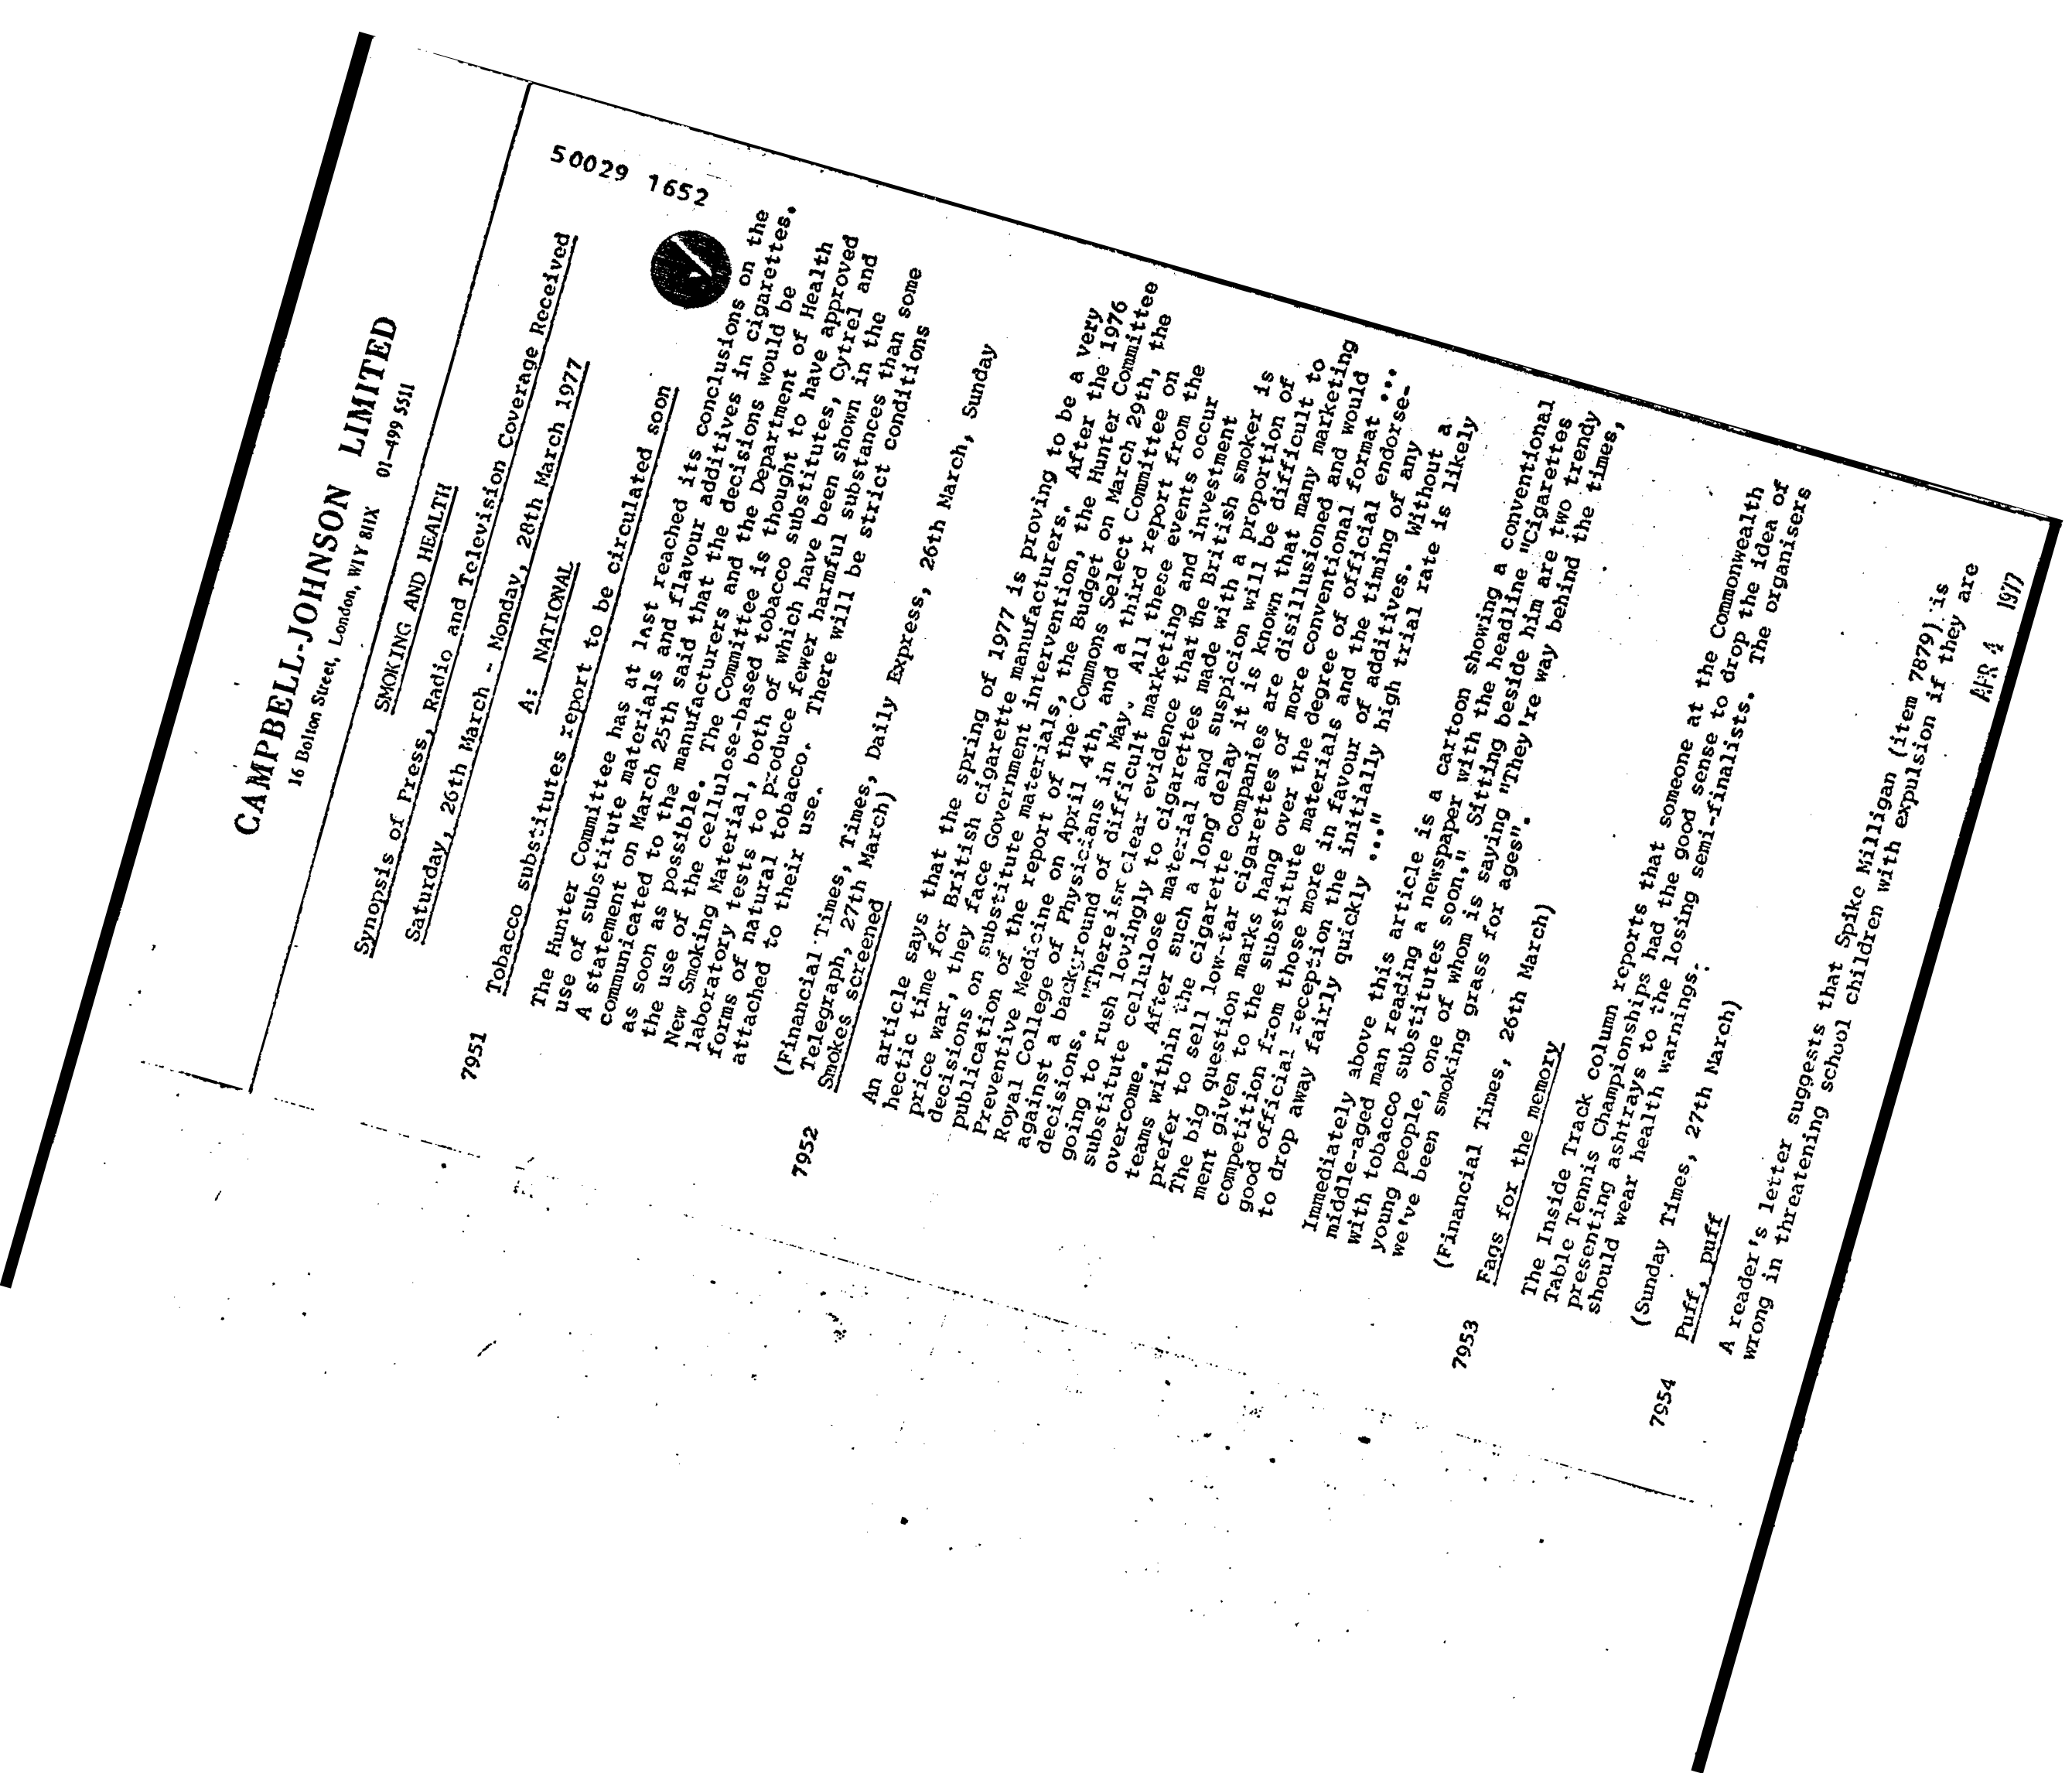 CAMPBELL-JOHNSON LIMITED
16 Bolton Street, London, W1Y 8HX 01-499 5511
SMOKING AND HEALTH
Synopsis of Press, Radio and Television Coverage Received
Saturday, 26th March - Monday, 28th March 1977
50029 1652
A: NATIONAL
7951 Tobacco substitutes report to be circulated soon
The Hunter Committee has at last reached its conclusions on the
use of substitute materials and flavour additives in cigarettes.
A statement on March 25th said that the decisions would be
communicated to the manufacturers and the Department of Health
as soon as possible. The Committee is thought to have approved
the use of the cellulose-based tobacco substitutes, Cytrel and
New Smoking Material, both of which have been shown in the
laboratory tests to produce fewer harmful substances than some
forms of natural tobacco. There will be strict conditions
attached to their use.
(Financial Times, Times, Daily Express, 26th March, Sunday
Telegraph, 27th March)
7952 Smokes screened
An article says that the spring of 1977 is proving to be a very
hectic time for British cigarette manufacturers. After the 1976
price war, they face Government intervention, the Hunter Committee
decisions on substitute materials, the Budget on March 29th, the
publication of the report of the Commons Select Committee on
Preventive Medicine on April 4th, and a third report from the
Royal College of Physicians in May. All these events occur
against a background of difficult marketing and investment
decisions. "There is clear evidence that the British smoker is
going to rush lovingly to cigarettes made with a proportion of
substitute cellulose material and suspicion will be difficult to
overcome. After such a long delay it is known that many marketing
teams within the cigarette companies are disillusioned and would
prefer to sell low-tar cigarettes of more conventional format ...
The big question marks hang over the degree of official endorse-
ment given to the substitute materials and the timing of any
competition from those more in favour of additives. Without a
good official reception the initially high trial rate is likely
to drop away fairly quickly ...."
Immediately above this article is a cartoon showing a conventional
middle-aged man reading a newspaper with the headline "Cigarettes
with tobacco substitutes soon," Sitting beside him are two trendy
young people, one of whom is saying "They're way behind the times,
we've been smoking grass for ages".
(Financial Times, 26th March)
7953 Fags for the memory
The Inside Track column reports that someone at the Commonwealth
Table Tennis Championships had the good sense to drop the idea of
presenting ashtrays to the losing semi-finalists. The organisers
should wear health warnings.
(Sunday Times, 27th March)
7954 Puff, puff
A reader's letter suggests that Spike Milligan (item 7879) is
wrong in threatening school children with expulsion if they are
APR 4 1977